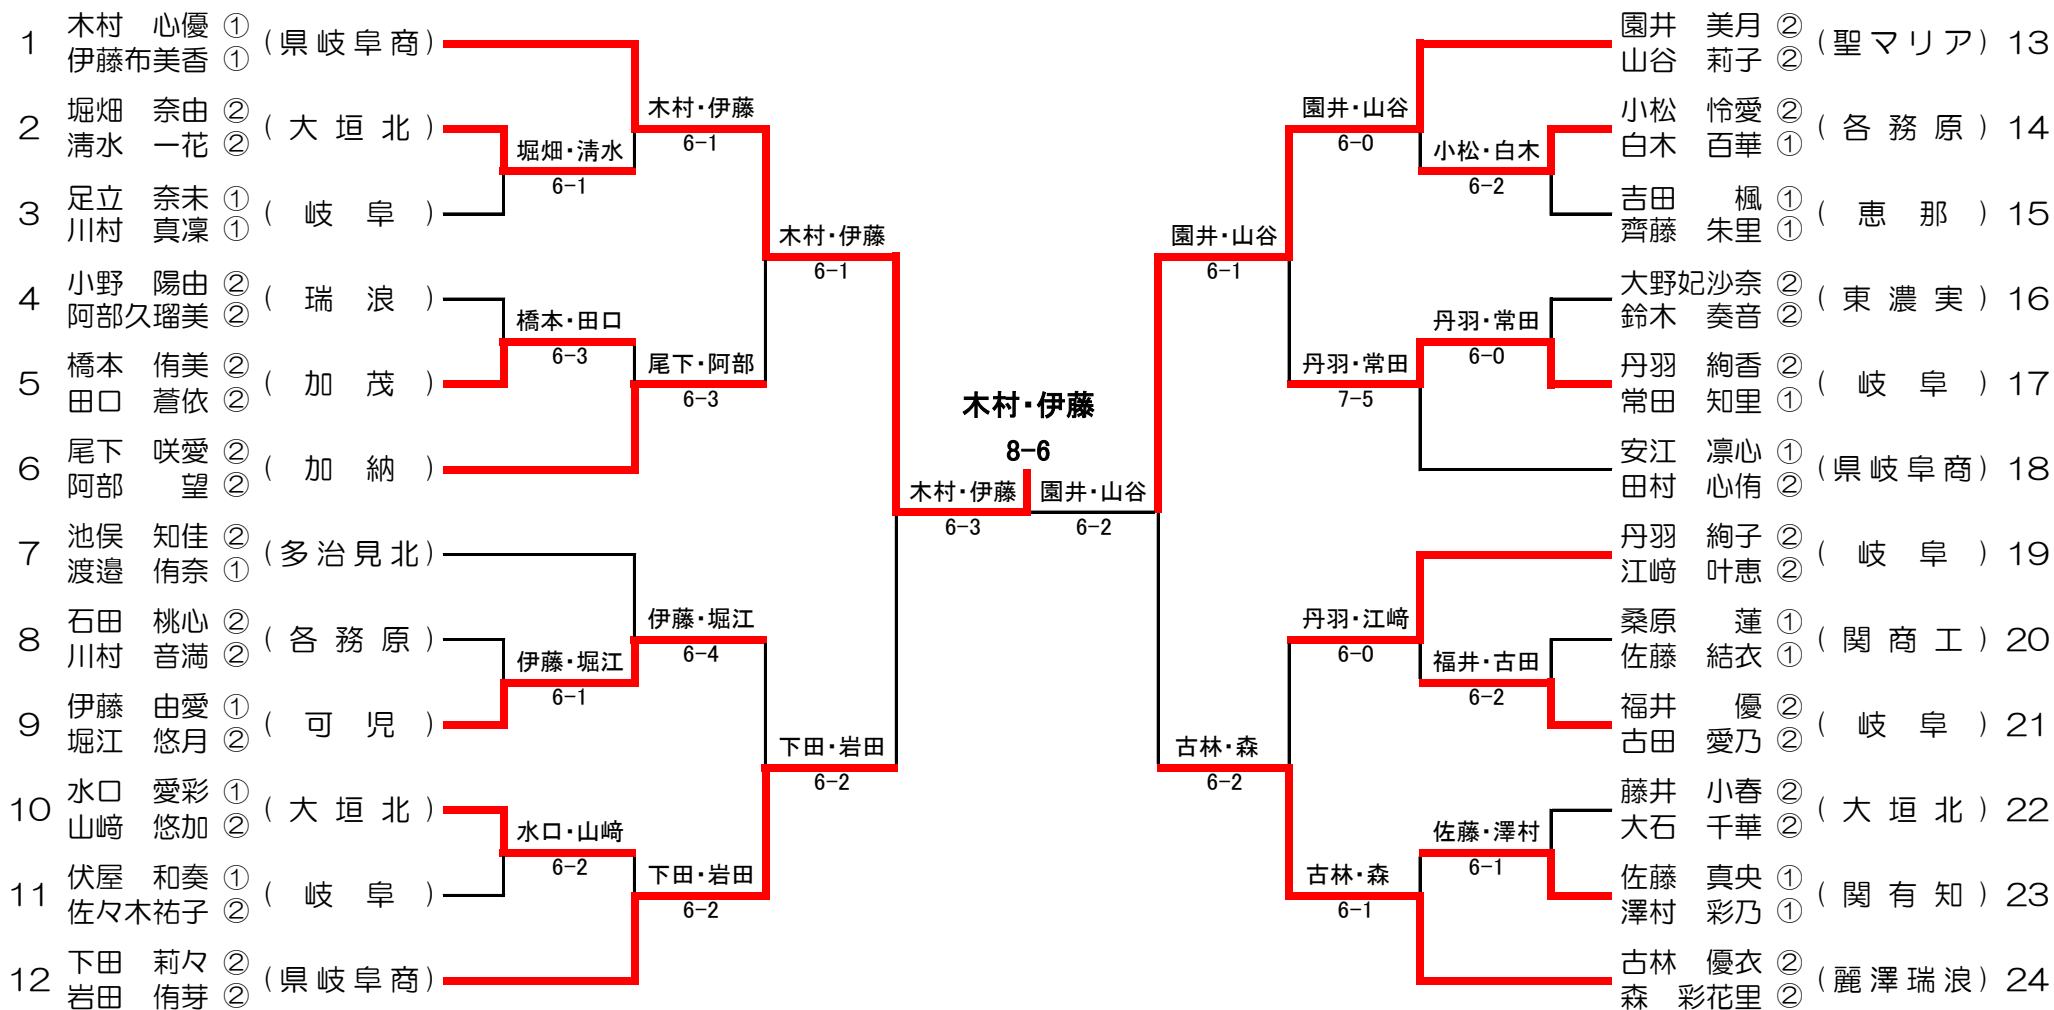 1 木村　心優 ① (県岐阜商)
伊藤布美香 ①
2 堀畑　奈由 ② (大垣北)
清水　一花 ②
3 足立　奈未 ① (岐阜)
川村　真凜 ①
4 小野　陽由 ② (瑞浪)
阿部久瑠美 ②
5 橋本　侑美 ② (加茂)
田口　蒼依 ②
6 尾下　咲愛 ② (加納)
阿部　望 ②
7 池俣　知佳 ② (多治見北)
渡邉　侑奈 ①
8 石田　桃心 ② (各務原)
川村　音満 ②
9 伊藤　由愛 ① (可児)
堀江　悠月 ②
10 水口　愛彩 ① (大垣北)
山﨑　悠加 ②
11 伏屋　和奏 ① (岐阜)
佐々木祐子 ②
12 下田　莉々 ② (県岐阜商)
岩田　侑芽 ②
堀畑・清水
6-1
橋本・田口
6-3
伊藤・堀江
6-1
水口・山﨑
6-2
木村・伊藤
6-1
尾下・阿部
6-3
伊藤・堀江
6-4
下田・岩田
6-2
木村・伊藤
6-1
下田・岩田
6-2
木村・伊藤
6-3
木村・伊藤
8-6
園井・山谷
6-2
園井・山谷
6-1
古林・森
6-2
園井・山谷
6-0
丹羽・常田
7-5
丹羽・江﨑
6-0
古林・森
6-1
小松・白木
6-2
丹羽・常田
6-0
福井・古田
6-2
佐藤・澤村
6-1
園井　美月 ② (聖マリア) 13
山谷　莉子 ②
小松　怜愛 ② (各務原) 14
白木　百華 ①
吉田　楓 ① (恵那) 15
齊藤　朱里 ①
大野妃沙奈 ② (東濃実) 16
鈴木　奏音 ②
丹羽　絢香 ② (岐阜) 17
常田　知里 ①
安江　凛心 ① (県岐阜商) 18
田村　心侑 ②
丹羽　絢子 ② (岐阜) 19
江﨑　叶恵 ②
桑原　蓮 ① (関商工) 20
佐藤　結衣 ①
福井　優 ② (岐阜) 21
古田　愛乃 ②
藤井　小春 ② (大垣北) 22
大石　千華 ②
佐藤　真央 ① (関有知) 23
澤村　彩乃 ①
古林　優衣 ② (麗澤瑞浪) 24
森　彩花里 ②